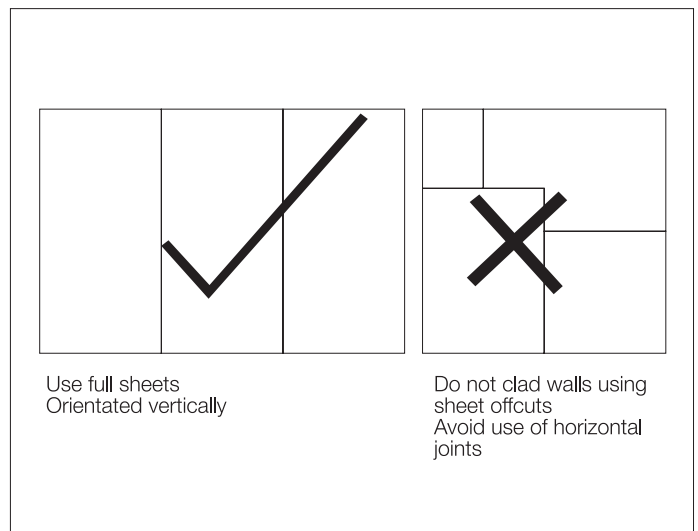 Use full sheets
Orientated vertically
Do not clad walls using
sheet offcuts
Avoid use of horizontal
joints